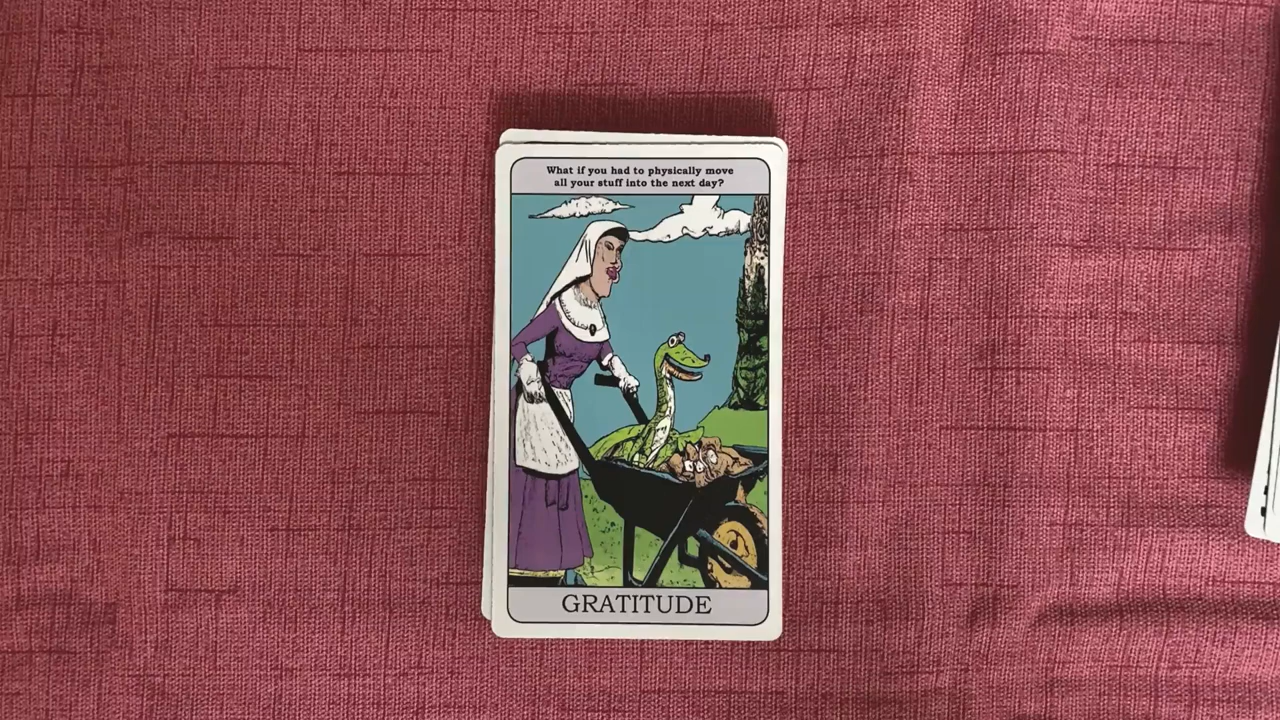 What if you had to physically move
all your stuff into the next day?
GRATITUDE